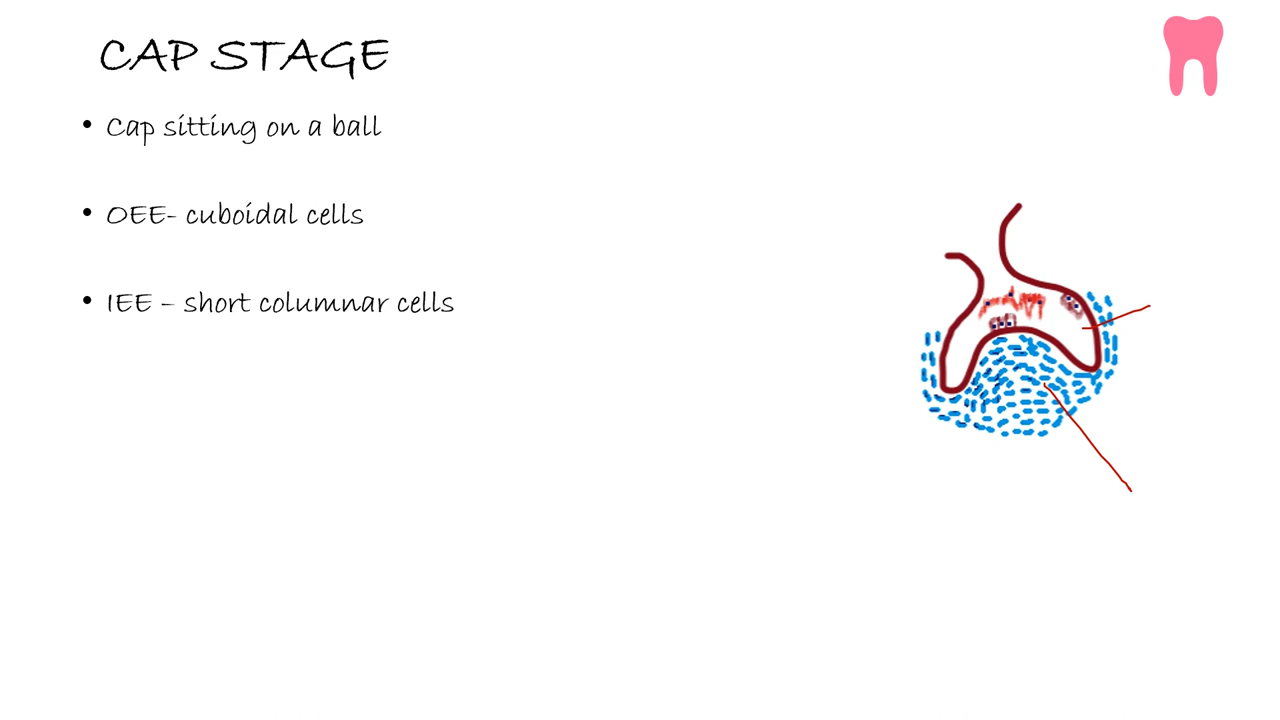 CAP STAGE
• Cap sitting on a ball
• OEE- cuboidal cells
• IEE – short columnar cells